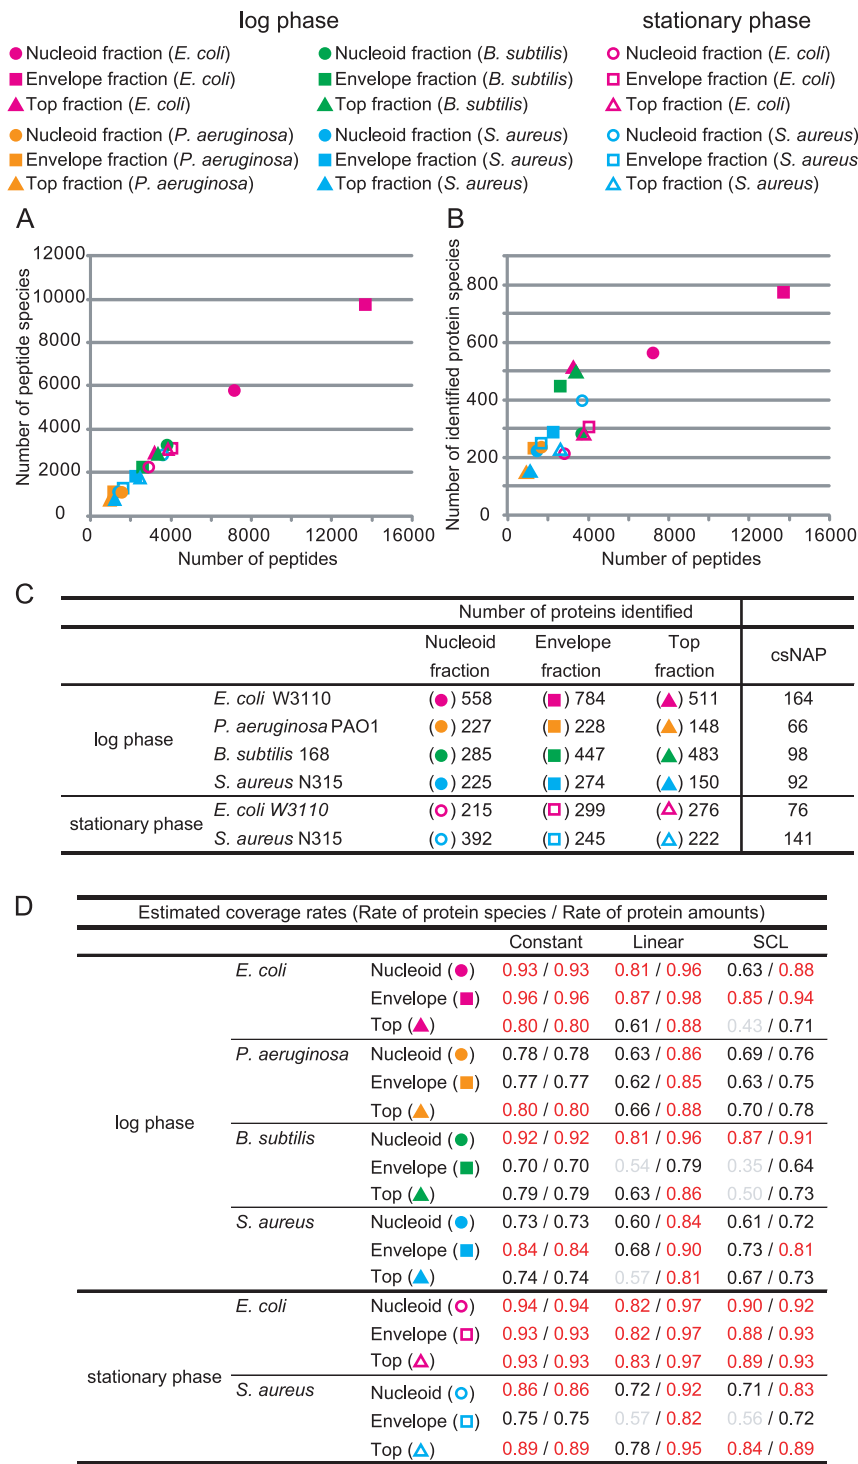 log phase
stationary phase
Nucleoid fraction (E. coli)
Nucleoid fraction (B. subtilis)
Nucleoid fraction (E. coli)
Envelope fraction (E. coli)
Envelope fraction (B. subtilis)
Envelope fraction (E. coli)
Top fraction (E. coli)
Top fraction (B. subtilis)
Top fraction (E. coli)
Nucleoid fraction (P. aeruginosa)
Nucleoid fraction (S. aureus)
Nucleoid fraction (S. aureus)
Envelope fraction (P. aeruginosa)
Envelope fraction (S. aureus)
Envelope fraction (S. aureus
Top fraction (P. aeruginosa)
Top fraction (S. aureus)
Top fraction (S. aureus)
A
Number of peptide species
12000
10000
8000
6000
4000
2000
0
0 4000 8000 12000 16000
Number of peptides
B
Number of identified protein species
800
600
400
200
0
0 4000 8000 12000 16000
Number of peptides
C
Number of proteins identified
Nucleoid fraction Envelope fraction Top fraction csNAP
log phase
E. coli W3110 (●) 558 (■) 784 (▲) 511 164
P. aeruginosa PAO1 (●) 227 (■) 228 (▲) 148 66
B. subtilis 168 (●) 285 (■) 447 (▲) 483 98
S. aureus N315 (●) 225 (■) 274 (▲) 150 92
stationary phase
E. coli W3110 (○) 215 (□) 299 (△) 276 76
S. aureus N315 (○) 392 (□) 245 (△) 222 141
D
Estimated coverage rates (Rate of protein species / Rate of protein amounts)
Constant Linear SCL
log phase
E. coli Nucleoid (●) 0.93 / 0.93 0.81 / 0.96 0.63 / 0.88
Envelope (■) 0.96 / 0.96 0.87 / 0.98 0.85 / 0.94
Top (▲) 0.80 / 0.80 0.61 / 0.88 0.43 / 0.71
P. aeruginosa Nucleoid (●) 0.78 / 0.78 0.63 / 0.86 0.69 / 0.76
Envelope (■) 0.77 / 0.77 0.62 / 0.85 0.63 / 0.75
Top (▲) 0.80 / 0.80 0.66 / 0.88 0.70 / 0.78
B. subtilis Nucleoid (●) 0.92 / 0.92 0.81 / 0.96 0.87 / 0.91
Envelope (■) 0.70 / 0.70 0.54 / 0.79 0.35 / 0.64
Top (▲) 0.79 / 0.79 0.63 / 0.86 0.50 / 0.73
S. aureus Nucleoid (●) 0.73 / 0.73 0.60 / 0.84 0.61 / 0.72
Envelope (■) 0.84 / 0.84 0.68 / 0.90 0.73 / 0.81
Top (▲) 0.74 / 0.74 0.57 / 0.81 0.67 / 0.73
stationary phase
E. coli Nucleoid (○) 0.94 / 0.94 0.82 / 0.97 0.90 / 0.92
Envelope (□) 0.93 / 0.93 0.82 / 0.97 0.88 / 0.93
Top (△) 0.93 / 0.93 0.83 / 0.97 0.89 / 0.93
S. aureus Nucleoid (○) 0.86 / 0.86 0.72 / 0.92 0.71 / 0.83
Envelope (□) 0.75 / 0.75 0.57 / 0.82 0.56 / 0.72
Top (△) 0.89 / 0.89 0.78 / 0.95 0.84 / 0.89